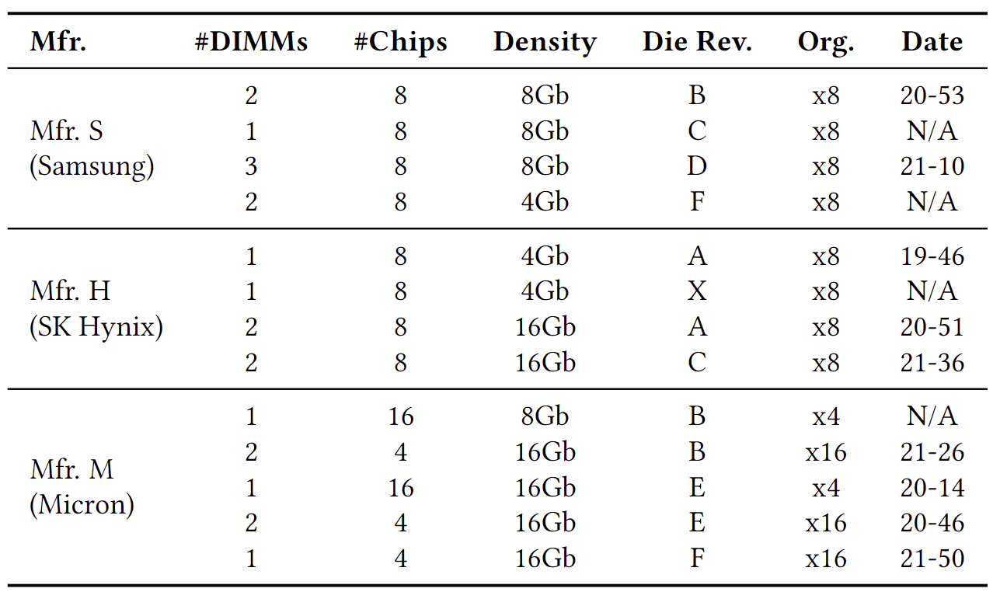 Mfr. #DIMMs #Chips Density Die Rev. Org. Date
2 8 8Gb B x8 20-53
Mfr. S 1 8 8Gb C x8 N/A
(Samsung) 3 8 8Gb D x8 21-10
2 8 4Gb F x8 N/A
1 8 4Gb A x8 19-46
Mfr. H 1 8 4Gb X x8 N/A
(SK Hynix) 2 8 16Gb A x8 20-51
2 8 16Gb C x8 21-36
1 16 8Gb B x4 N/A
2 4 16Gb B x16 21-26
Mfr. M
1 16 16Gb E x4 20-14
(Micron)
2 4 16Gb E x16 20-46
1 4 16Gb F x16 21-50